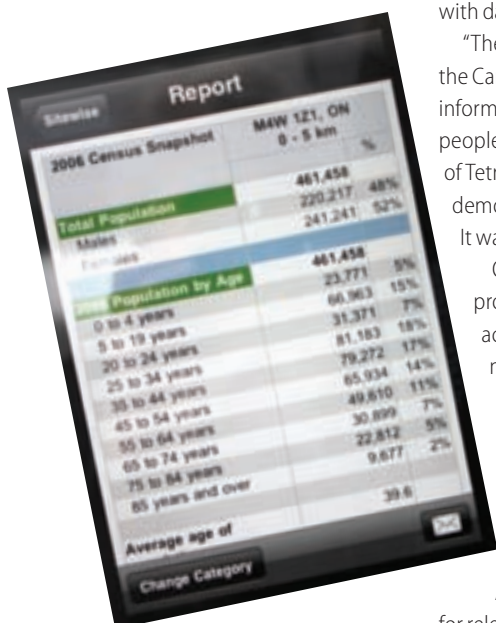 Sitewise
Report
2006 Census Snapshot
M4W 1Z1, ON
0 - 5 km
%
Total Population 461,458
Males 220,217 48%
Females 241,241 52%
2006 Population by Age 461,458
0 to 4 years 23,771 5%
5 to 19 years 66,963 15%
20 to 24 years 31,371 7%
25 to 34 years 81,183 18%
35 to 44 years 79,272 17%
45 to 54 years 65,934 14%
55 to 64 years 49,610 11%
65 to 74 years 30,899 7%
75 to 84 years 22,812 5%
85 years and over 9,677 2%
Average age of 39.6
Change Category
with da
“The
the Ca
inform
people
of Tetr
demo
It wa
pro
ac
for relea